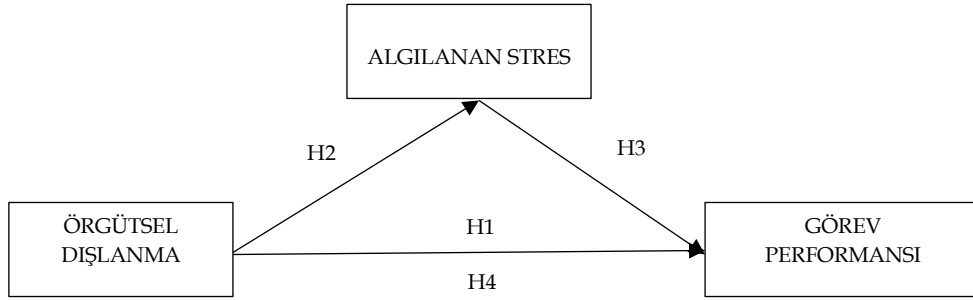 ALGILANAN STRES
H2
H3
ÖRGÜTSEL
DIŞLANMA
H1
H4
GÖREV
PERFORMANSI